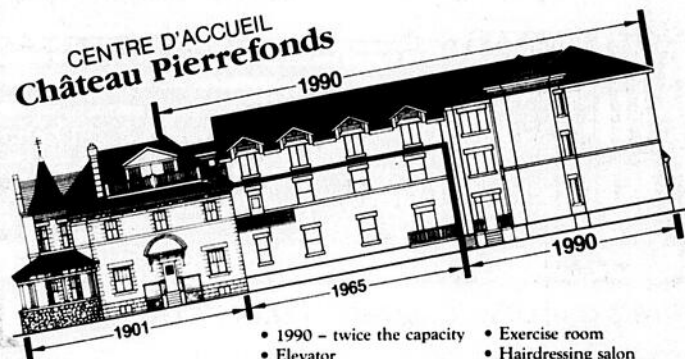 CENTRE D'ACCUEIL
Château Pierrefonds
1990
1990
1965
1901
• 1990 – twice the capacity
• Elevator
• Exercise room
• Hairdressing salon